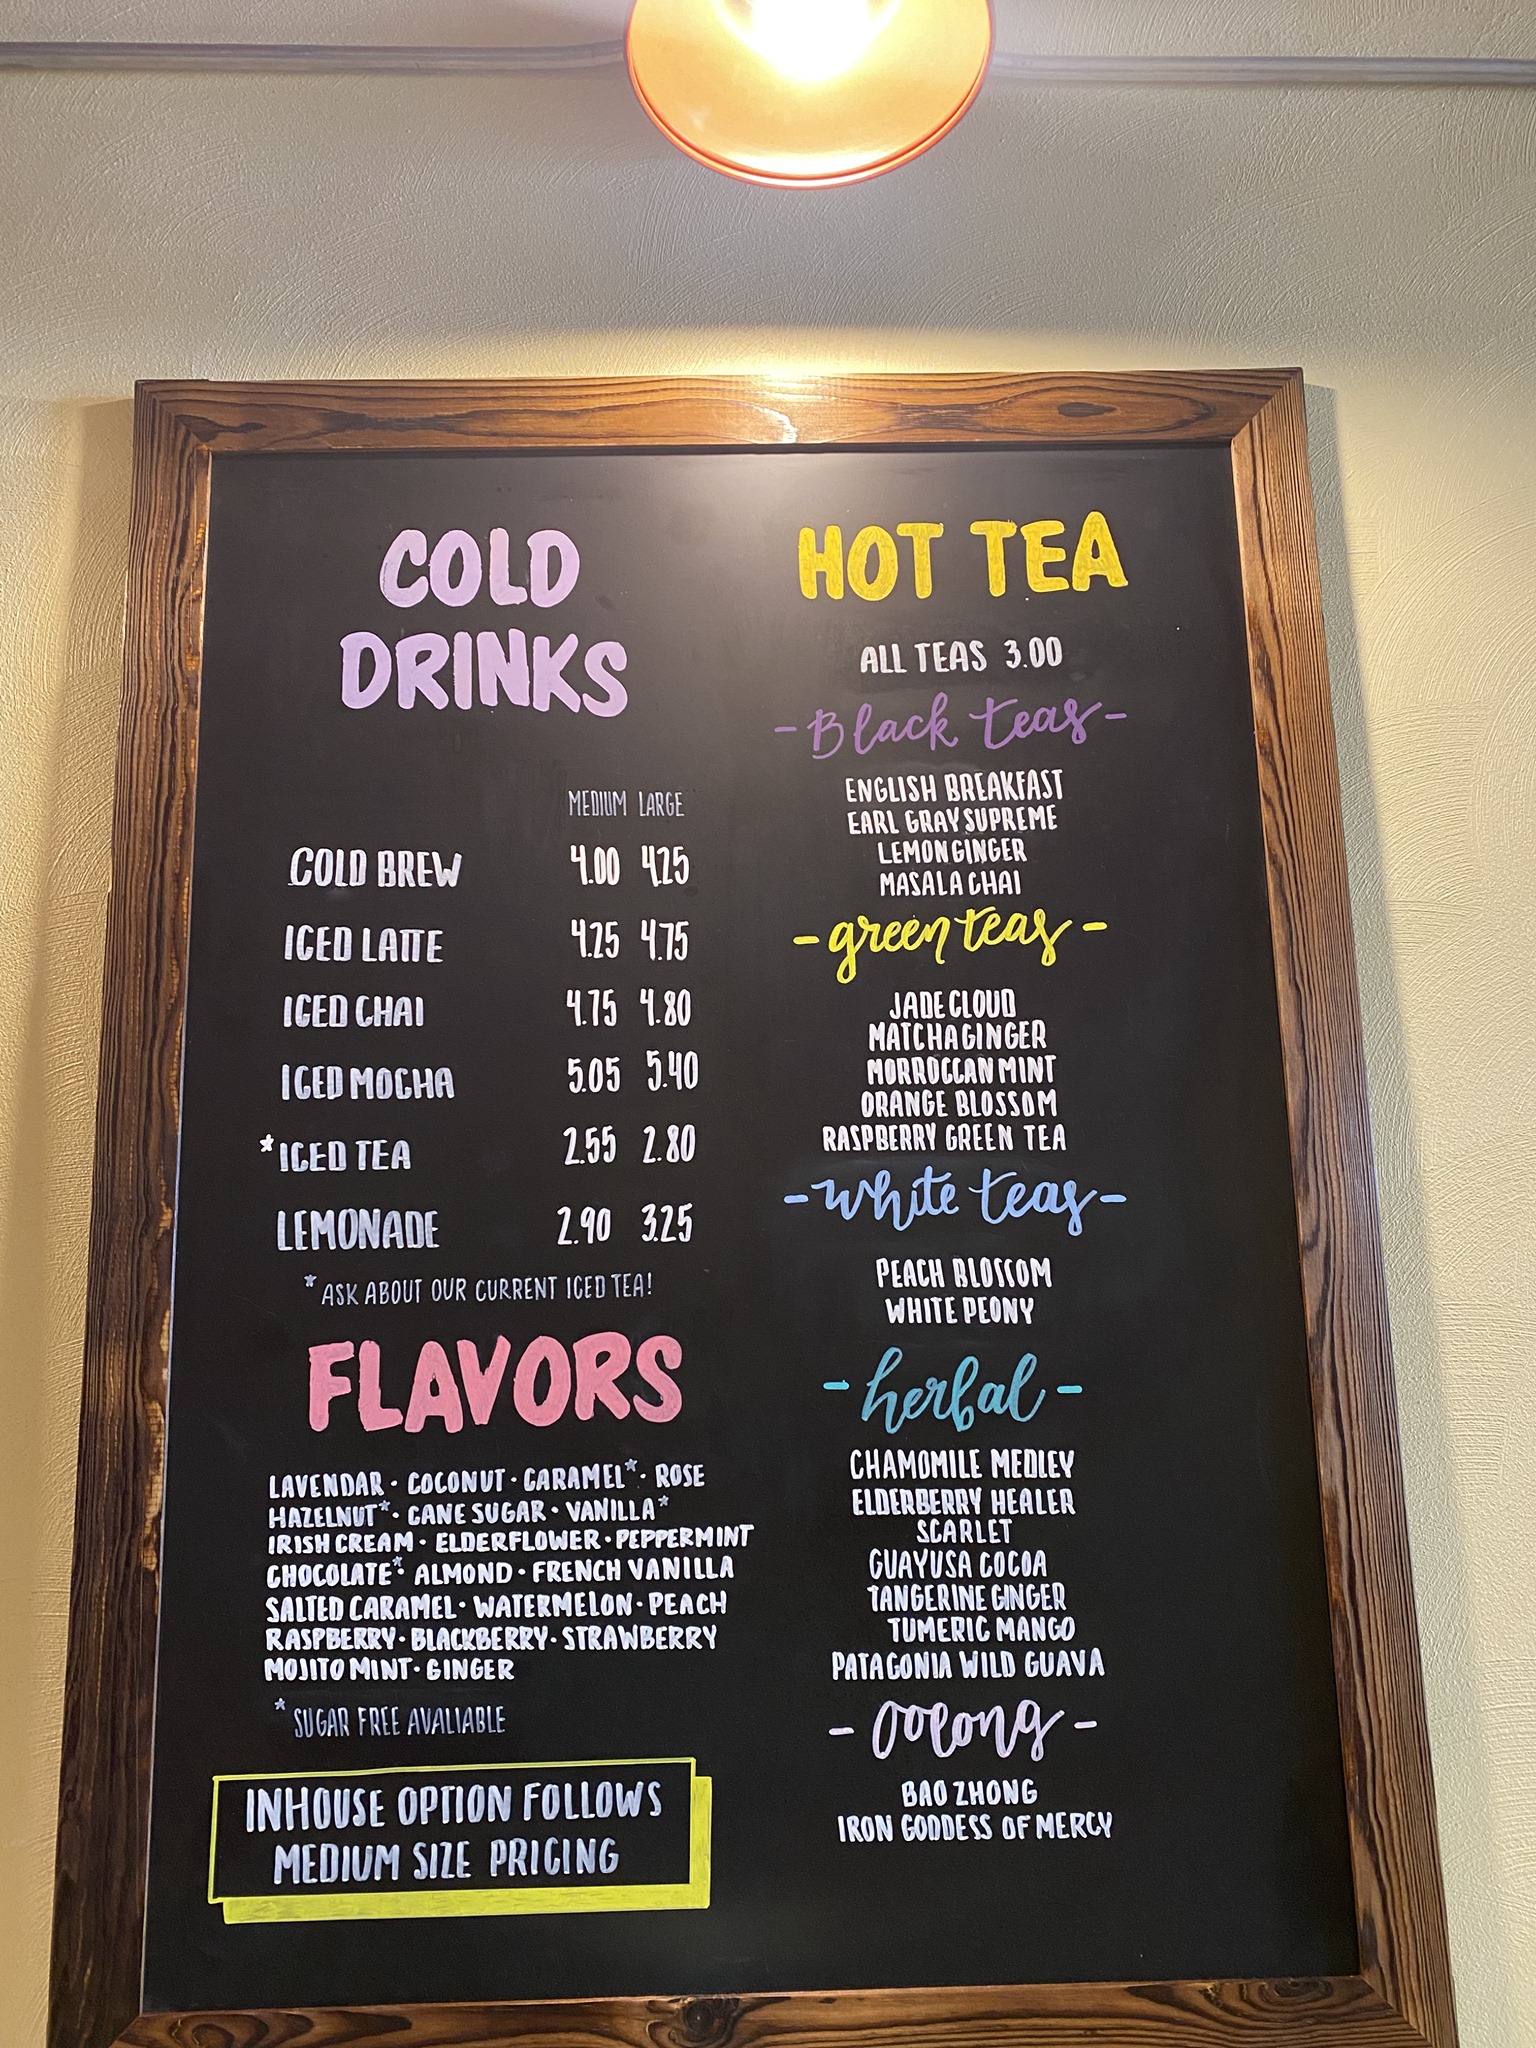 COLD
DRINKS
MEDIUM LARGE
COLD BREW 4.00 4.25
ICED LATTE 4.25 4.75
ICED CHAI 4.75 4.80
ICED MOCHA 5.05 5.40
*ICED TEA 2.55 2.80
LEMONADE 2.90 3.25
*ASK ABOUT OUR CURRENT ICED TEA!
FLAVORS
LAVENDAR · COCONUT · CARAMEL* · ROSE
HAZELNUT* · CANE SUGAR · VANILLA*
IRISH CREAM · ELDERFLOWER · PEPPERMINT
CHOCOLATE* · ALMOND · FRENCH VANILLA
SALTED CARAMEL · WATERMELON · PEACH
RASPBERRY · BLACKBERRY · STRAWBERRY
MOJITO MINT · GINGER
*SUGAR FREE AVALIABLE
INHOUSE OPTION FOLLOWS
MEDIUM SIZE PRICING
HOT TEA
ALL TEAS 3.00
- Black teas -
ENGLISH BREAKFAST
EARL GRAY SUPREME
LEMON GINGER
MASALA CHAI
- green teas -
JADE CLOUD
MATCHA GINGER
MORROCCAN MINT
ORANGE BLOSSOM
RASPBERRY GREEN TEA
- white teas -
PEACH BLOSSOM
WHITE PEONY
- herbal -
CHAMOMILE MEDLEY
ELDERBERRY HEALER
SCARLET
GUAYUSA COCOA
TANGERINE GINGER
TUMERIC MANGO
PATAGONIA WILD GUAVA
- Oolong -
BAO ZHONG
IRON GODDESS OF MERCY